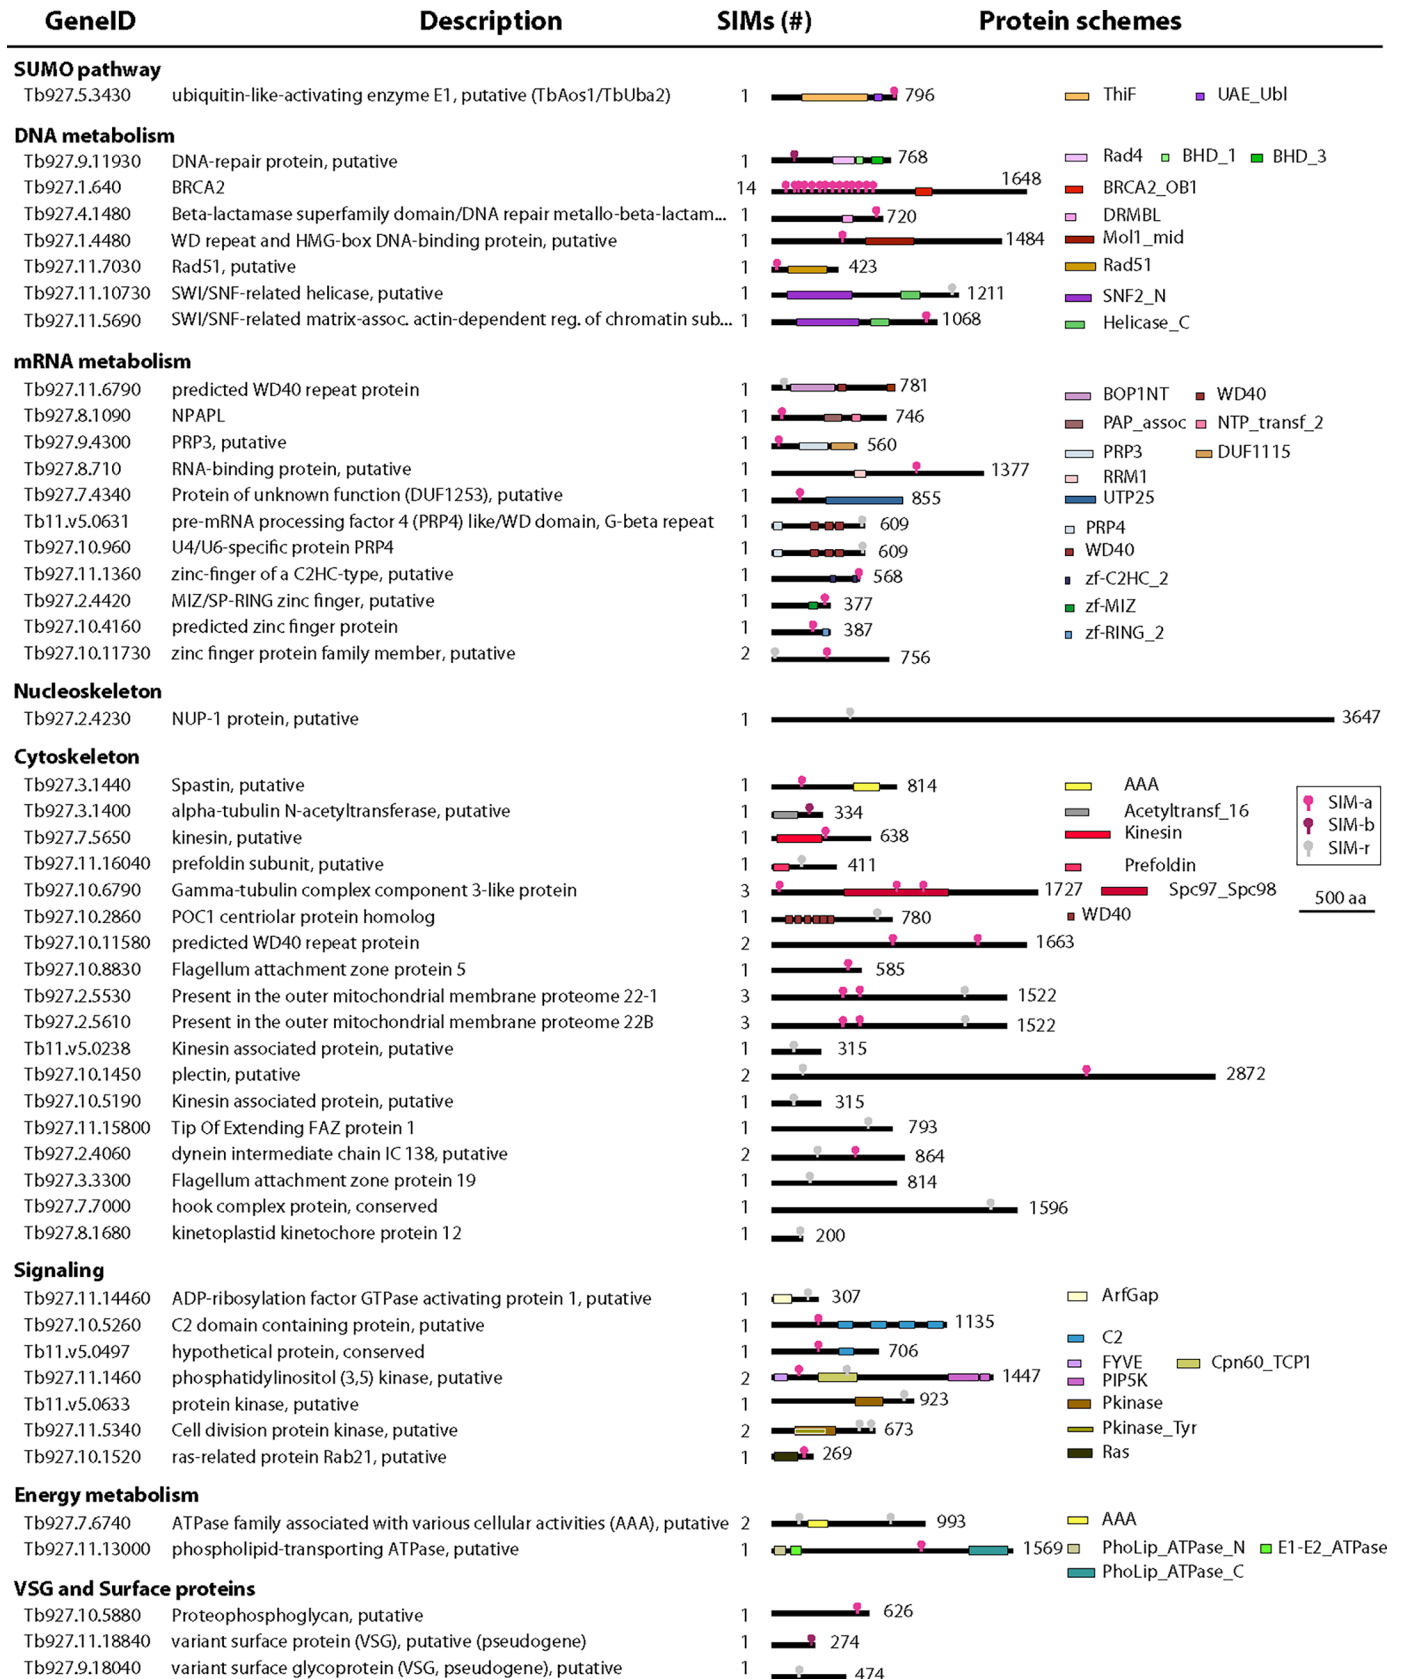 GeneID Description SIMs (#) Protein schemes
SUMO pathway
Tb927.5.3430 ubiquitin-like-activating enzyme E1, putative (TbAos1/TbUba2) 1 796 ThiF UAE_Ubl
DNA metabolism
Tb927.9.11930 DNA-repair protein, putative 1 768 Rad4 BHD_1 BHD_3
Tb927.1.640 BRCA2 14 1648 BRCA2_OB1
Tb927.4.1480 Beta-lactamase superfamily domain/DNA repair metallo-beta-lactam... 1 720 DRMBL
Tb927.1.4480 WD repeat and HMG-box DNA-binding protein, putative 1 1484 Mol1_mid
Tb927.11.7030 Rad51, putative 1 423 Rad51
Tb927.11.10730 SWI/SNF-related helicase, putative 1 1211 SNF2_N
Tb927.11.5690 SWI/SNF-related matrix-assoc. actin-dependent reg. of chromatin sub... 1 1068 Helicase_C
mRNA metabolism
Tb927.11.6790 predicted WD40 repeat protein 1 781 BOP1NT WD40
Tb927.8.1090 NPAPL 1 746 PAP_assoc NTP_transf_2
Tb927.9.4300 PRP3, putative 1 560 PRP3 DUF1115
Tb927.8.710 RNA-binding protein, putative 1 1377 RRM1
Tb927.7.4340 Protein of unknown function (DUF1253), putative 1 855 UTP25
Tb11.v5.0631 pre-mRNA processing factor 4 (PRP4) like/WD domain, G-beta repeat 1 609 PRP4
Tb927.10.960 U4/U6-specific protein PRP4 1 609 WD40
Tb927.11.1360 zinc-finger of a C2HC-type, putative 1 568 zf-C2HC_2
Tb927.2.4420 MIZ/SP-RING zinc finger, putative 1 377 zf-MIZ
Tb927.10.4160 predicted zinc finger protein 1 387 zf-RING_2
Tb927.10.11730 zinc finger protein family member, putative 2 756
Nucleoskeleton
Tb927.2.4230 NUP-1 protein, putative 1 3647
Cytoskeleton
Tb927.3.1440 Spastin, putative 1 814 AAA
Tb927.3.1400 alpha-tubulin N-acetyltransferase, putative 1 334 Acetyltransf_16 SIM-a
Tb927.7.5650 kinesin, putative 1 638 Kinesin SIM-b
Tb927.11.16040 prefoldin subunit, putative 1 411 Prefoldin SIM-r
Tb927.10.6790 Gamma-tubulin complex component 3-like protein 3 1727 Spc97_Spc98 500 aa
Tb927.10.2860 POC1 centriolar protein homolog 1 780 WD40
Tb927.10.11580 predicted WD40 repeat protein 2 1663
Tb927.10.8830 Flagellum attachment zone protein 5 1 585
Tb927.2.5530 Present in the outer mitochondrial membrane proteome 22-1 3 1522
Tb927.2.5610 Present in the outer mitochondrial membrane proteome 22B 3 1522
Tb11.v5.0238 Kinesin associated protein, putative 1 315
Tb927.10.1450 plectin, putative 2 2872
Tb927.10.5190 Kinesin associated protein, putative 1 315
Tb927.11.15800 Tip Of Extending FAZ protein 1 1 793
Tb927.2.4060 dynein intermediate chain IC 138, putative 2 864
Tb927.3.3300 Flagellum attachment zone protein 19 1 814
Tb927.7.7000 hook complex protein, conserved 1 1596
Tb927.8.1680 kinetoplastid kinetochore protein 12 1 200
Signaling
Tb927.11.14460 ADP-ribosylation factor GTPase activating protein 1, putative 1 307 ArfGap
Tb927.10.5260 C2 domain containing protein, putative 1 1135 C2
Tb11.v5.0497 hypothetical protein, conserved 1 706 FYVE Cpn60_TCP1
Tb927.11.1460 phosphatidylinositol (3,5) kinase, putative 2 1447 PIP5K
Tb11.v5.0633 protein kinase, putative 1 923 Pkinase
Tb927.11.5340 Cell division protein kinase, putative 2 673 Pkinase_Tyr
Tb927.10.1520 ras-related protein Rab21, putative 1 269 Ras
Energy metabolism
Tb927.7.6740 ATPase family associated with various cellular activities (AAA), putative 2 993 AAA
Tb927.11.13000 phospholipid-transporting ATPase, putative 1 1569 PhoLip_ATPase_N E1-E2_ATPase
PhoLip_ATPase_C
VSG and Surface proteins
Tb927.10.5880 Proteophosphoglycan, putative 1 626
Tb927.11.18840 variant surface protein (VSG), putative (pseudogene) 1 274
Tb927.9.18040 variant surface glycoprotein (VSG, pseudogene), putative 1 474